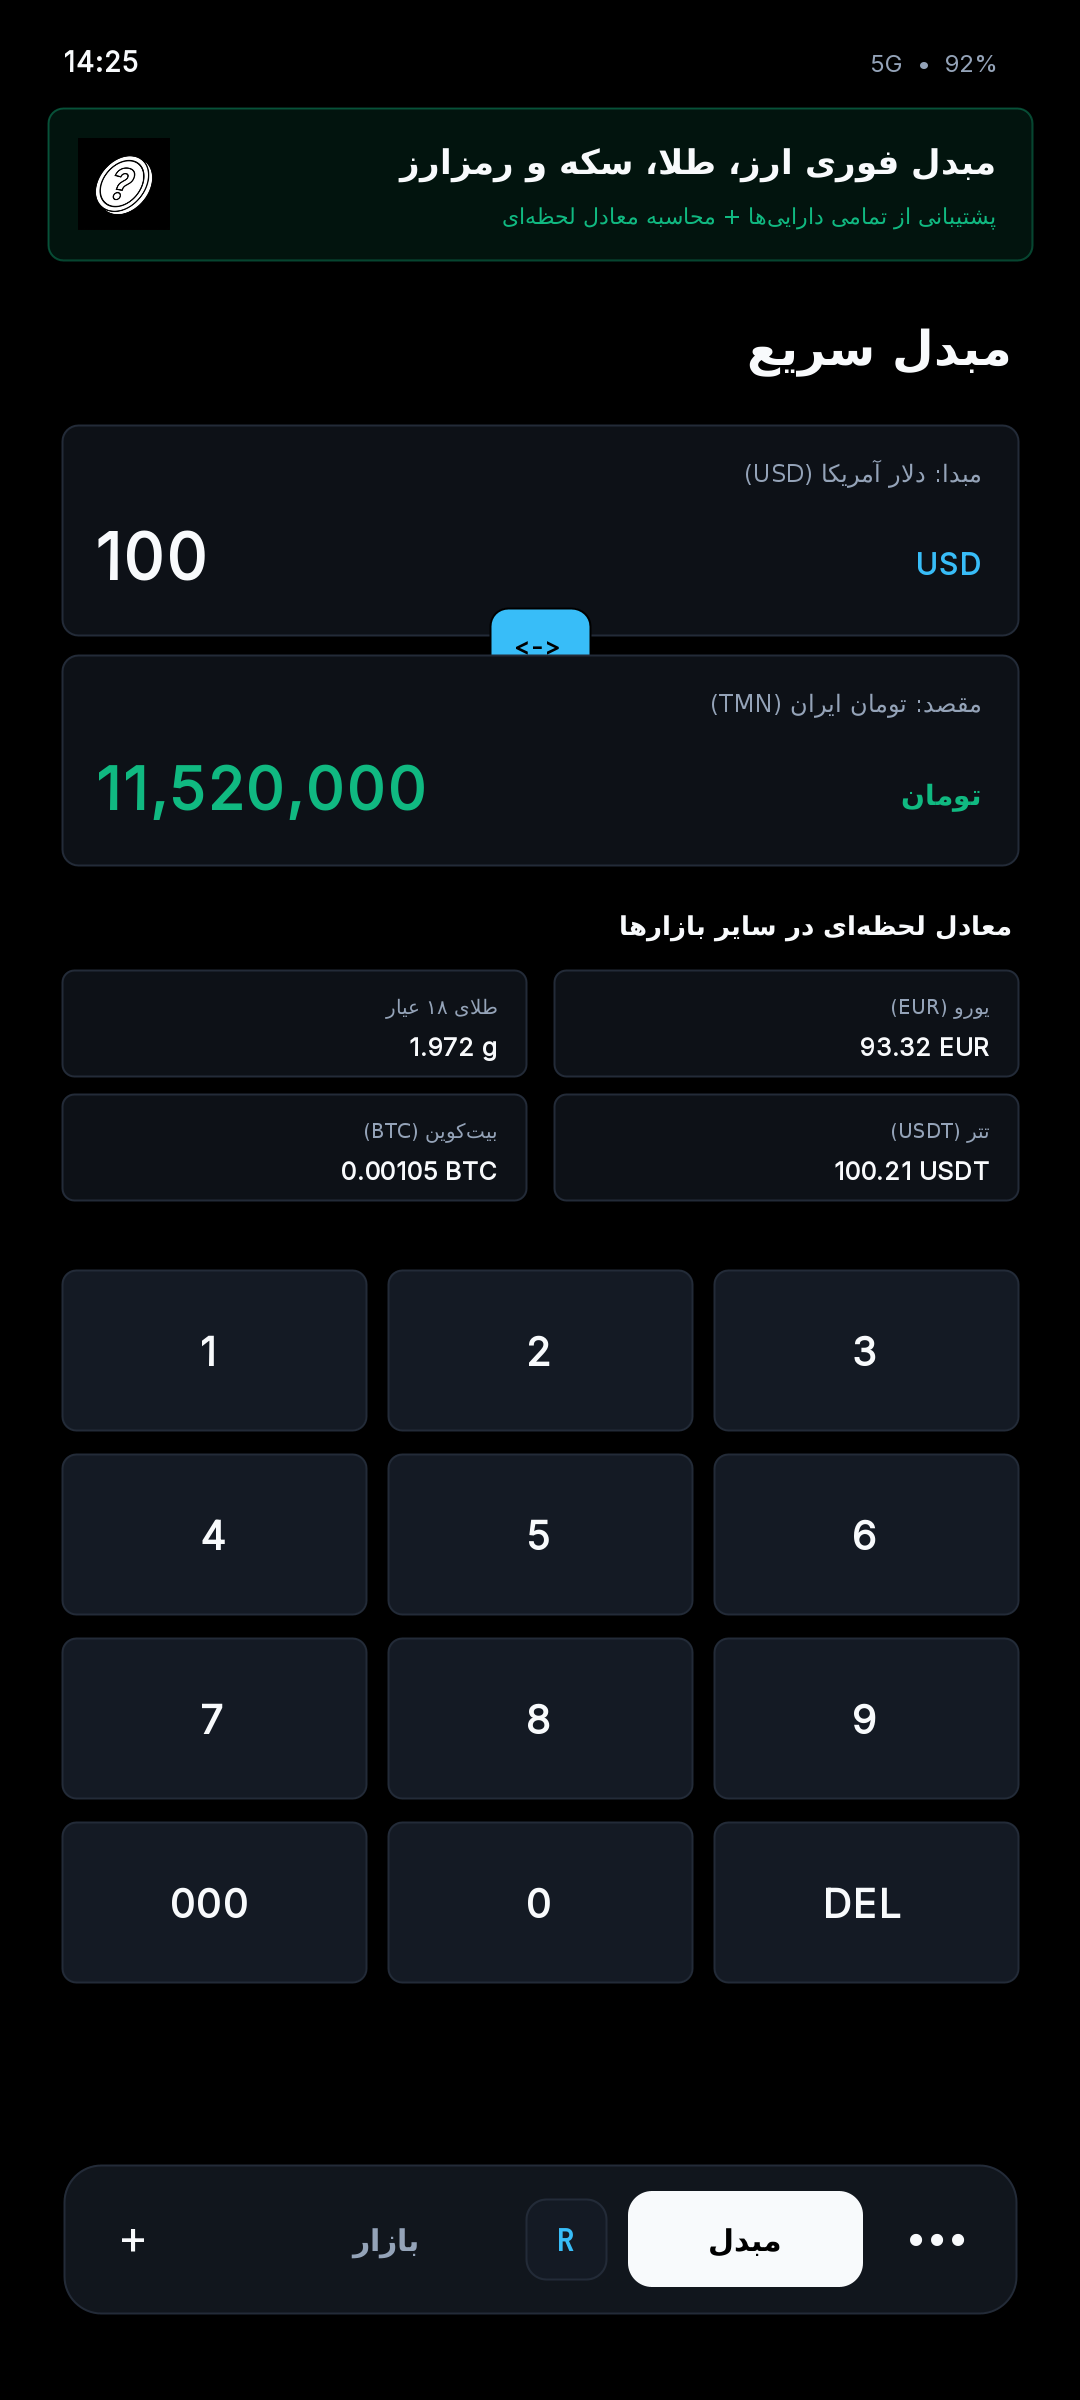 14:25
5G • 92%
مبدل فوری ارز، طلا، سکه و رمزارز
پشتیبانی از تمامی دارایی‌ها + محاسبه معادل لحظه‌ای
?
مبدل سریع
مبدا: دلار آمریکا (USD)
100
USD
<->
مقصد: تومان ایران (TMN)
11,520,000
تومان
معادل لحظه‌ای در سایر بازارها
یورو (EUR)
93.32 EUR
طلای ۱۸ عیار
1.972 g
تتر (USDT)
100.21 USDT
بیت‌کوین (BTC)
0.00105 BTC
1 2 3
4 5 6
7 8 9
000 0 DEL
•••
مبدل
R
بازار
+